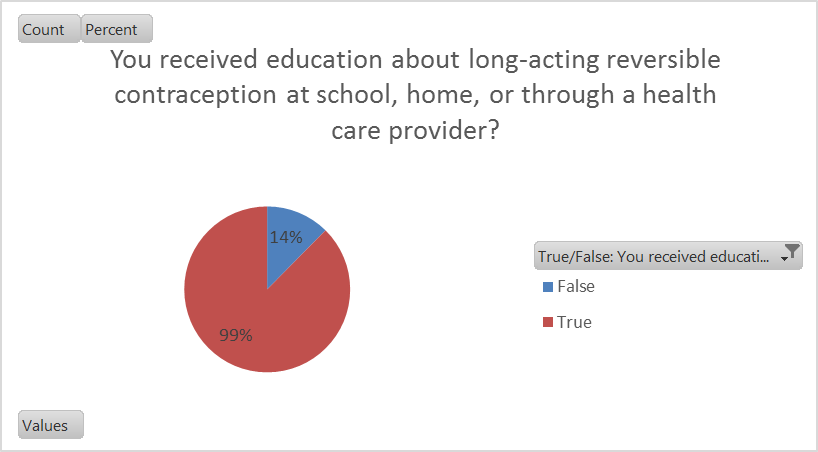 Count Percent
You received education about long-acting reversible
contraception at school, home, or through a health
care provider?
14%
99%
True/False: You received educati...
False
True
Values